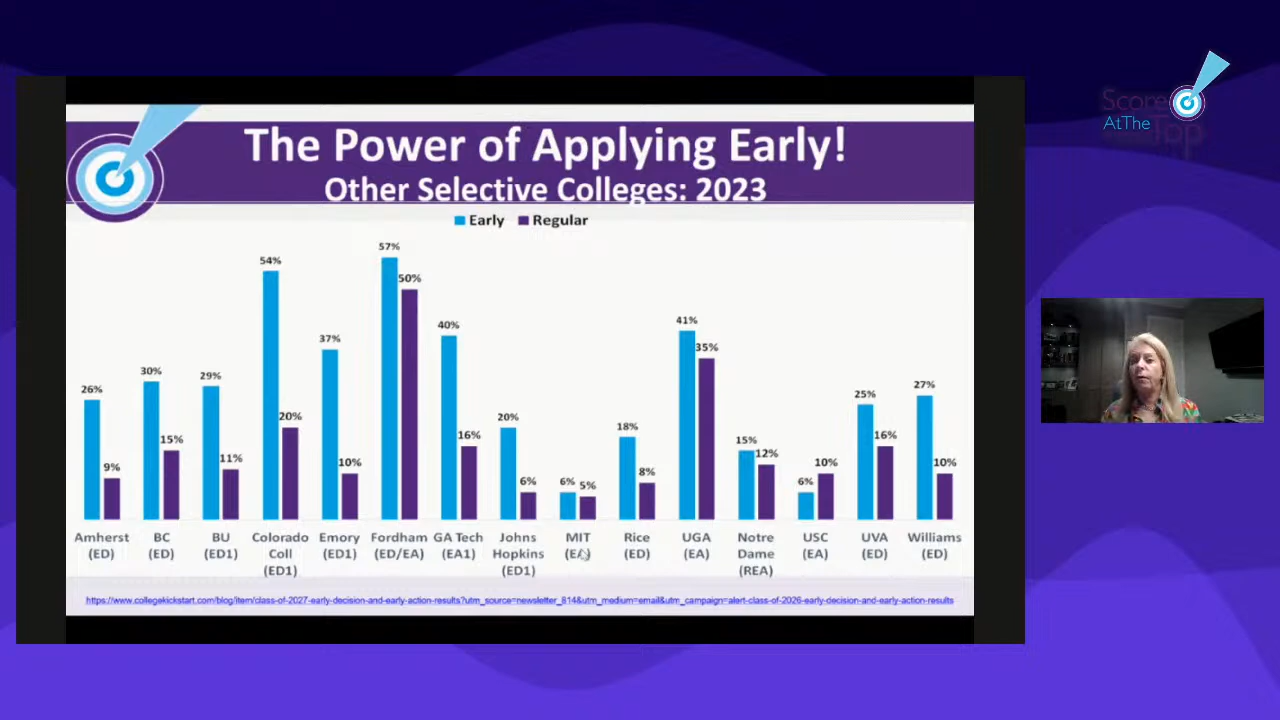 Score
AtThe
Top
The Power of Applying Early!
Other Selective Colleges: 2023
Early Regular
26% 9%
30% 15%
29% 11%
54% 20%
37% 10%
57% 50%
40% 16%
20% 6%
6% 5%
18% 8%
41% 35%
15% 12%
6% 10%
25% 16%
27% 10%
Amherst
(ED)
BC
(ED)
BU
(ED1)
Colorado
Coll
(ED1)
Emory
(ED1)
Fordham
(ED/EA)
GA Tech
(EA1)
Johns
Hopkins
(ED1)
MIT
(EA)
Rice
(ED)
UGA
(EA)
Notre
Dame
(REA)
USC
(EA)
UVA
(ED)
Williams
(ED)
https://www.collegekickstart.com/blog/item/class-of-2027-early-decision-and-early-action-results?utm_source=newsletter_814&utm_medium=email&utm_campaign=alert-class-of-2026-early-decision-and-early-action-results